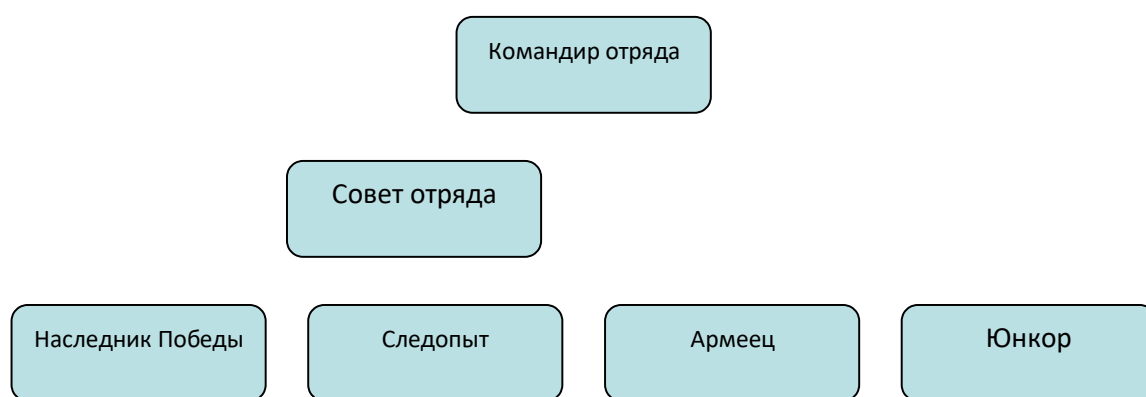 Командир отряда
Совет отряда
Наследник Победы
Следопыт
Армеец
Юнкор